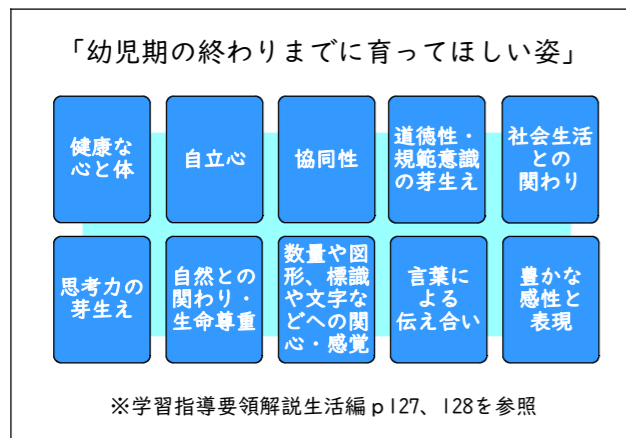 「幼児期の終わりまでに育ってほしい姿」
健康な
心と体
自立心
協同性
道徳性・
規範意識
の芽生え
社会生活
との
関わり
思考力の
芽生え
自然との
関わり・
生命尊重
数量や図
形、標識
や文字な
どへの関
心・感覚
言葉に
よる
伝え合い
豊かな
感性と
表現
※学習指導要領解説生活編p127、128を参照